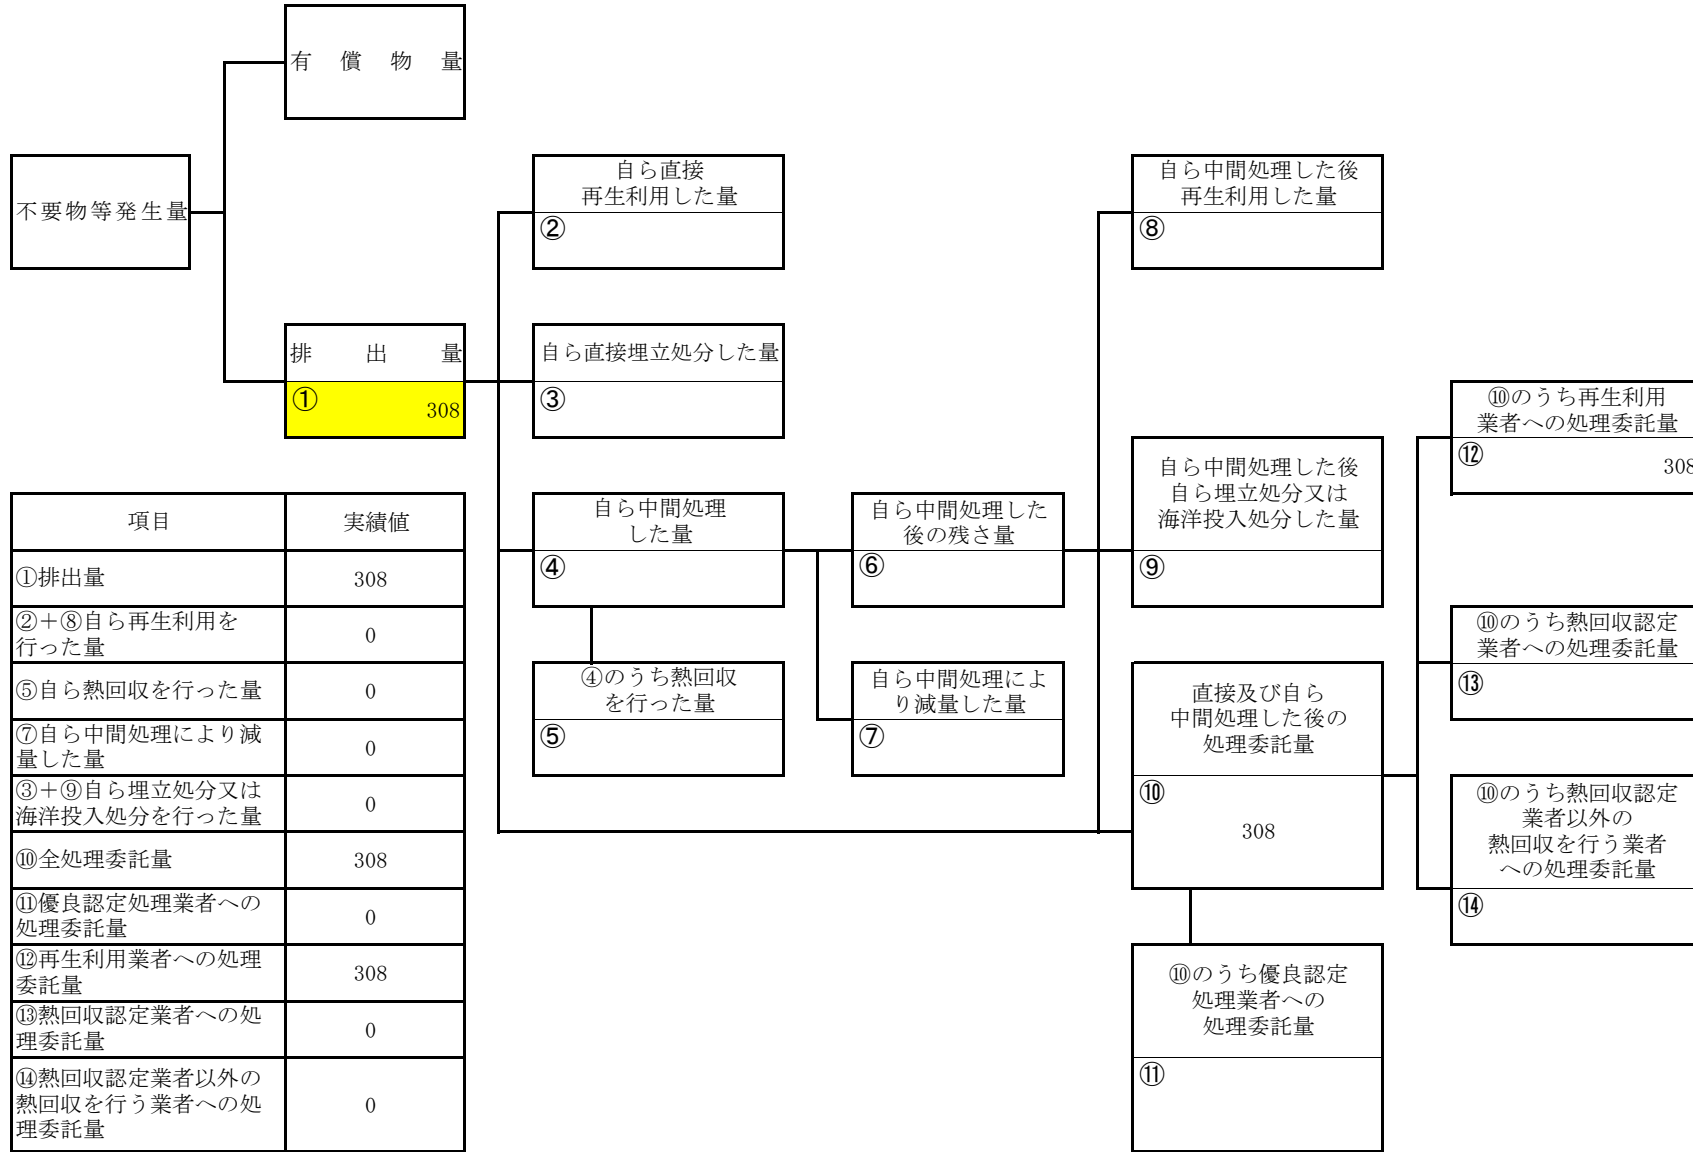 有償物量
不要物等発生量
排出量
①
308
自ら直接
再生利用した量
②
自ら直接埋立処分した量
③
自ら中間処理
した量
④
④のうち熱回収
を行った量
⑤
自ら中間処理した
後の残さ量
⑥
自ら中間処理によ
り減量した量
⑦
自ら中間処理した後
再生利用した量
⑧
自ら中間処理した後
自ら埋立処分又は
海洋投入処分した量
⑨
直接及び自ら
中間処理した後の
処理委託量
⑩
308
⑩のうち優良認定
処理業者への
処理委託量
⑪
⑩のうち再生利用
業者への処理委託量
⑫
308
⑩のうち熱回収認定
業者への処理委託量
⑬
⑩のうち熱回収認定
業者以外の
熱回収を行う業者
への処理委託量
⑭
項目 実績値
①排出量 308
②＋⑧自ら再生利用を
行った量 0
⑤自ら熱回収を行った量 0
⑦自ら中間処理により減
量した量 0
③＋⑨自ら埋立処分又は
海洋投入処分を行った量 0
⑩全処理委託量 308
⑪優良認定処理業者への
処理委託量 0
⑫再生利用業者への処理
委託量 308
⑬熱回収認定業者への処
理委託量 0
⑭熱回収認定業者以外の
熱回収を行う業者への処
理委託量 0